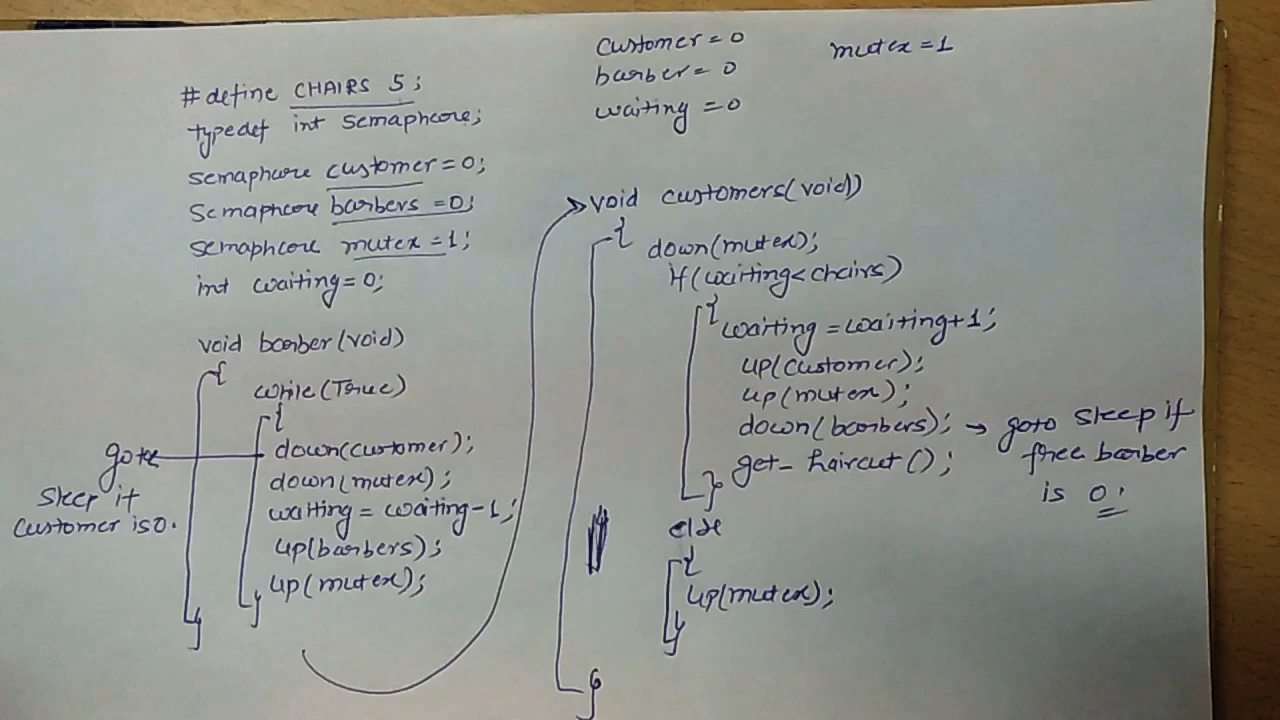 #define CHAIRS 5;
typedef int semaphore;
semaphore customer=0;
Semaphore barbers=0;
semaphore mutex=1;
int waiting=0;
void barber(void)
{
while(True)
{
down(customer);
down(mutex);
waiting=waiting-1;
up(barbers);
up(mutex);
}
}
goto
sleep if
customer is 0.
customer=0
barber=0
waiting=0
mutex=1
void customers(void)
{
down(mutex);
if(waiting<chairs)
{
waiting=waiting+1;
up(customer);
up(mutex);
down(barbers); → goto sleep if
free barber
is 0.
get-haircut();
}
else
{
up(mutex);
}
}